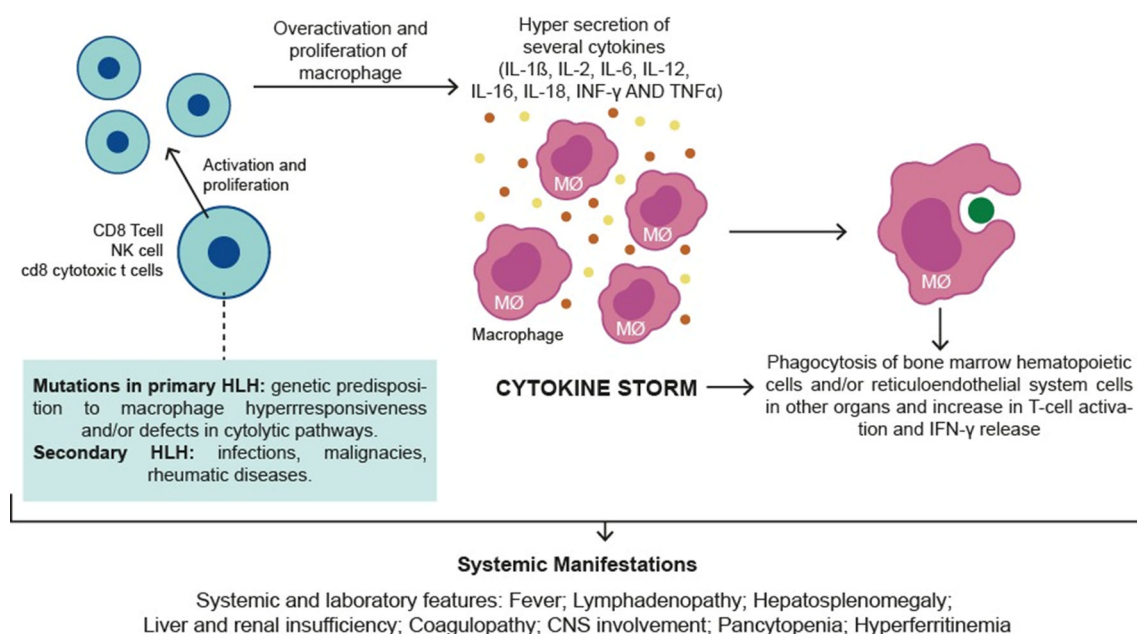 Overactivation and
proliferation of
macrophage
Hyper secretion of
several cytokines
(IL-1ß, IL-2, IL-6, IL-12,
IL-16, IL-18, INF-γ AND TNFα)
Activation and
proliferation
CD8 Tcell
NK cell
cd8 cytotoxic t cells
MØ
MØ
MØ
MØ
MØ
Macrophage
CYTOKINE STORM
Phagocytosis of bone marrow hematopoietic
cells and/or reticuloendothelial system cells
in other organs and increase in T-cell activa-
tion and IFN-γ release
Mutations in primary HLH: genetic predisposi-
tion to macrophage hyperrresponsiveness
and/or defects in cytolytic pathways.
Secondary HLH: infections, malignacies,
rheumatic diseases.
Systemic Manifestations
Systemic and laboratory features: Fever; Lymphadenopathy; Hepatosplenomegaly;
Liver and renal insufficiency; Coagulopathy; CNS involvement; Pancytopenia; Hyperferritinemia